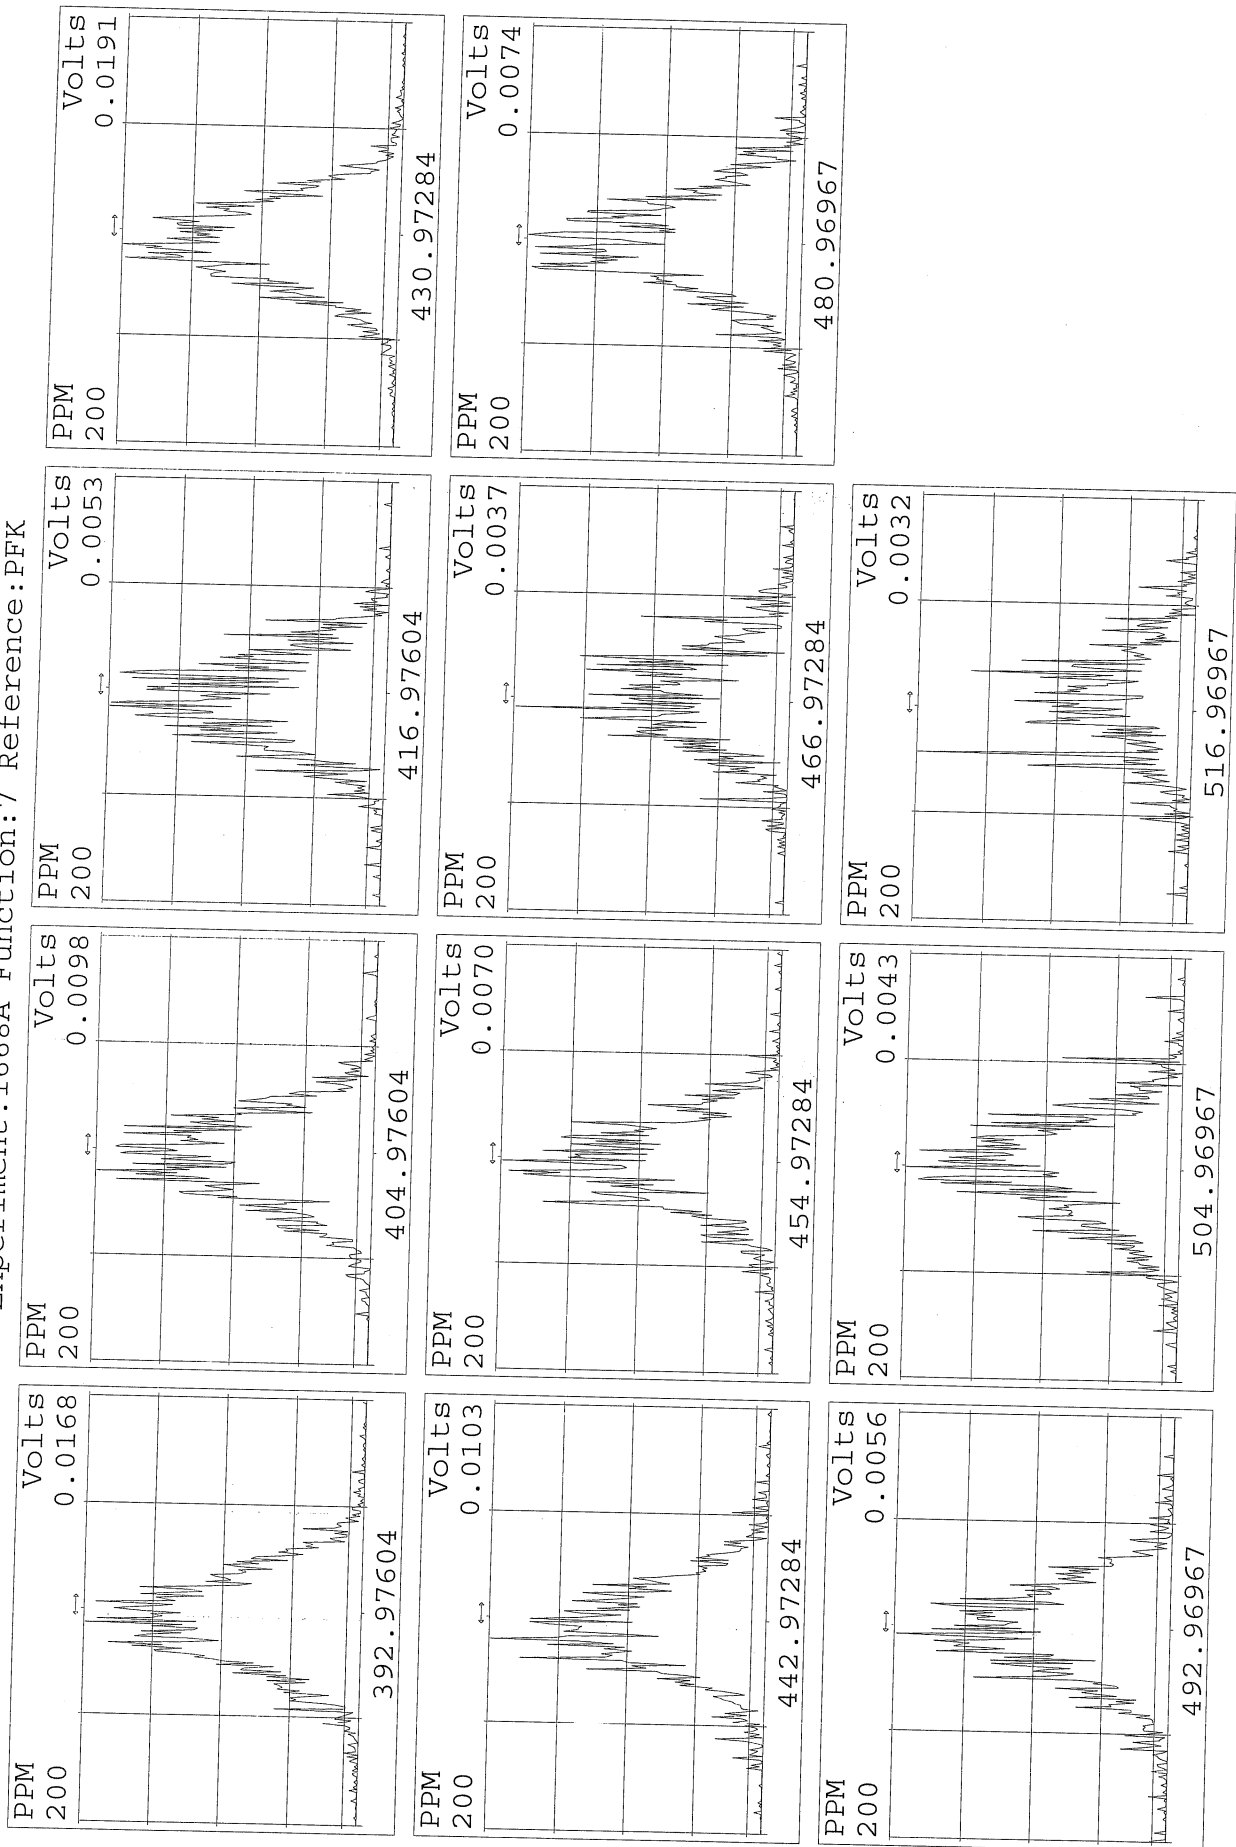 Experiment:1668A Function:7 Reference:PFK
PPM Volts
200 0.0168
392.97604
PPM Volts
200 0.0098
404.97604
PPM Volts
200 0.0053
416.97604
PPM Volts
200 0.0191
430.97284
PPM Volts
200 0.0103
442.97284
PPM Volts
200 0.0070
454.97284
PPM Volts
200 0.0037
466.97284
PPM Volts
200 0.0074
480.96967
PPM Volts
200 0.0056
492.96967
PPM Volts
200 0.0043
504.96967
PPM Volts
200 0.0032
516.96967